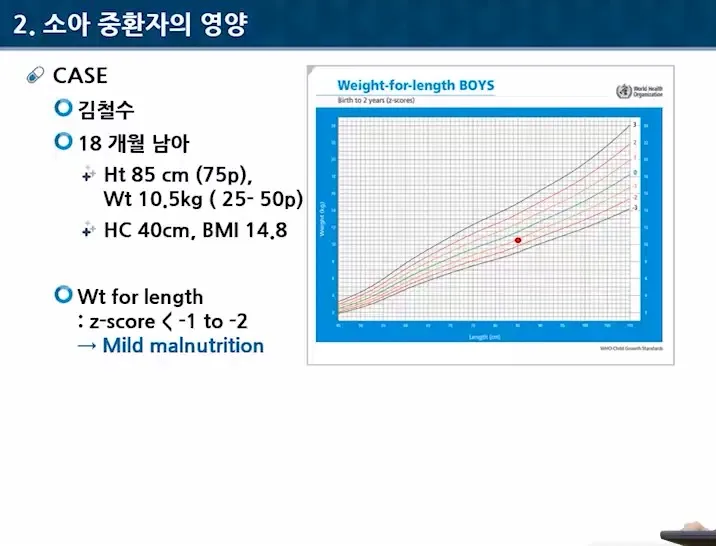 2. 소아 중환자의 영양
CASE
김철수
18 개월 남아
Ht 85 cm (75p),
Wt 10.5kg ( 25- 50p)
HC 40cm, BMI 14.8
Wt for length
: z-score < -1 to -2
→ Mild malnutrition
Weight-for-length BOYS
Birth to 2 years (z-scores)
World Health
Organization
3
2
1
0
-1
-2
-3
Weight (kg)
Length (cm)
WHO Child Growth Standards